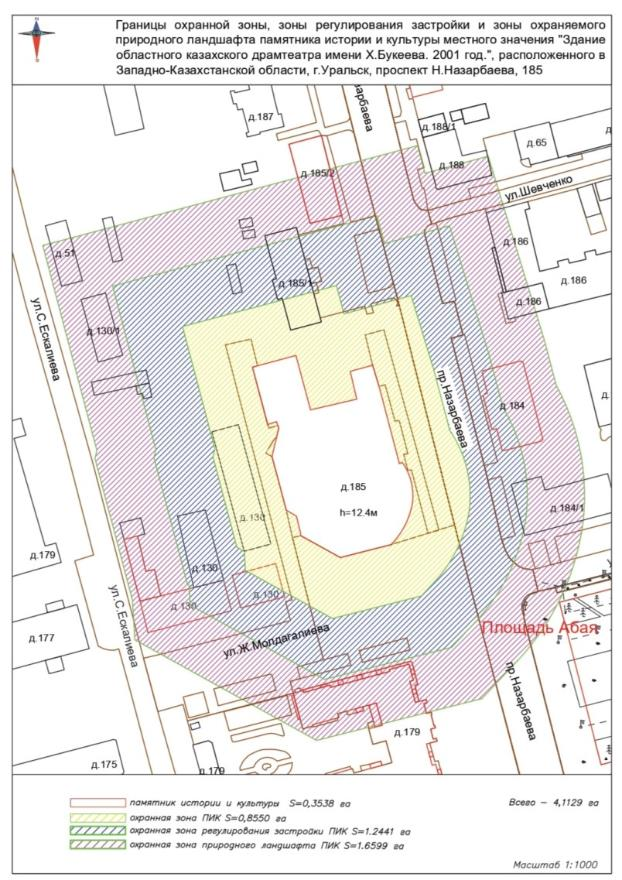 Границы охранной зоны, зоны регулирования застройки и зоны охраняемого
природного ландшафта памятника истории и культуры местного значения "Здание
областного казахского драмтеатра имени Х.Букеева. 2001 год.", расположенного в
Западно-Казахстанской области, г.Уральск, проспект Н.Назарбаева, 185
д.187
д.188/1
д.65
д.188
д.185/2
ул.Шевченко
д.51
д.186
д.185/1
д.186
д.186
д.130/1
ул.С.Ескалиева
пр.Назарбаева
д.
д.184
д.185
h=12.4м
д.184/1
д.130
д.179
д.130
д.130
д.130
ул.С.Ескалиева
Площадь Абая
д.177
ул.Ж.Молдагалиева
пр.Назарбаева
д.179
д.175
д.179
памятник истории и культуры S=0,3538 га
Всего – 4,1129 га
охранная зона ПИК S=0,8550 га
охранная зона регулирования застройки ПИК S=1.2441 га
охранная зона природного ландшафта ПИК S=1.6599 га
Масштаб 1:1000